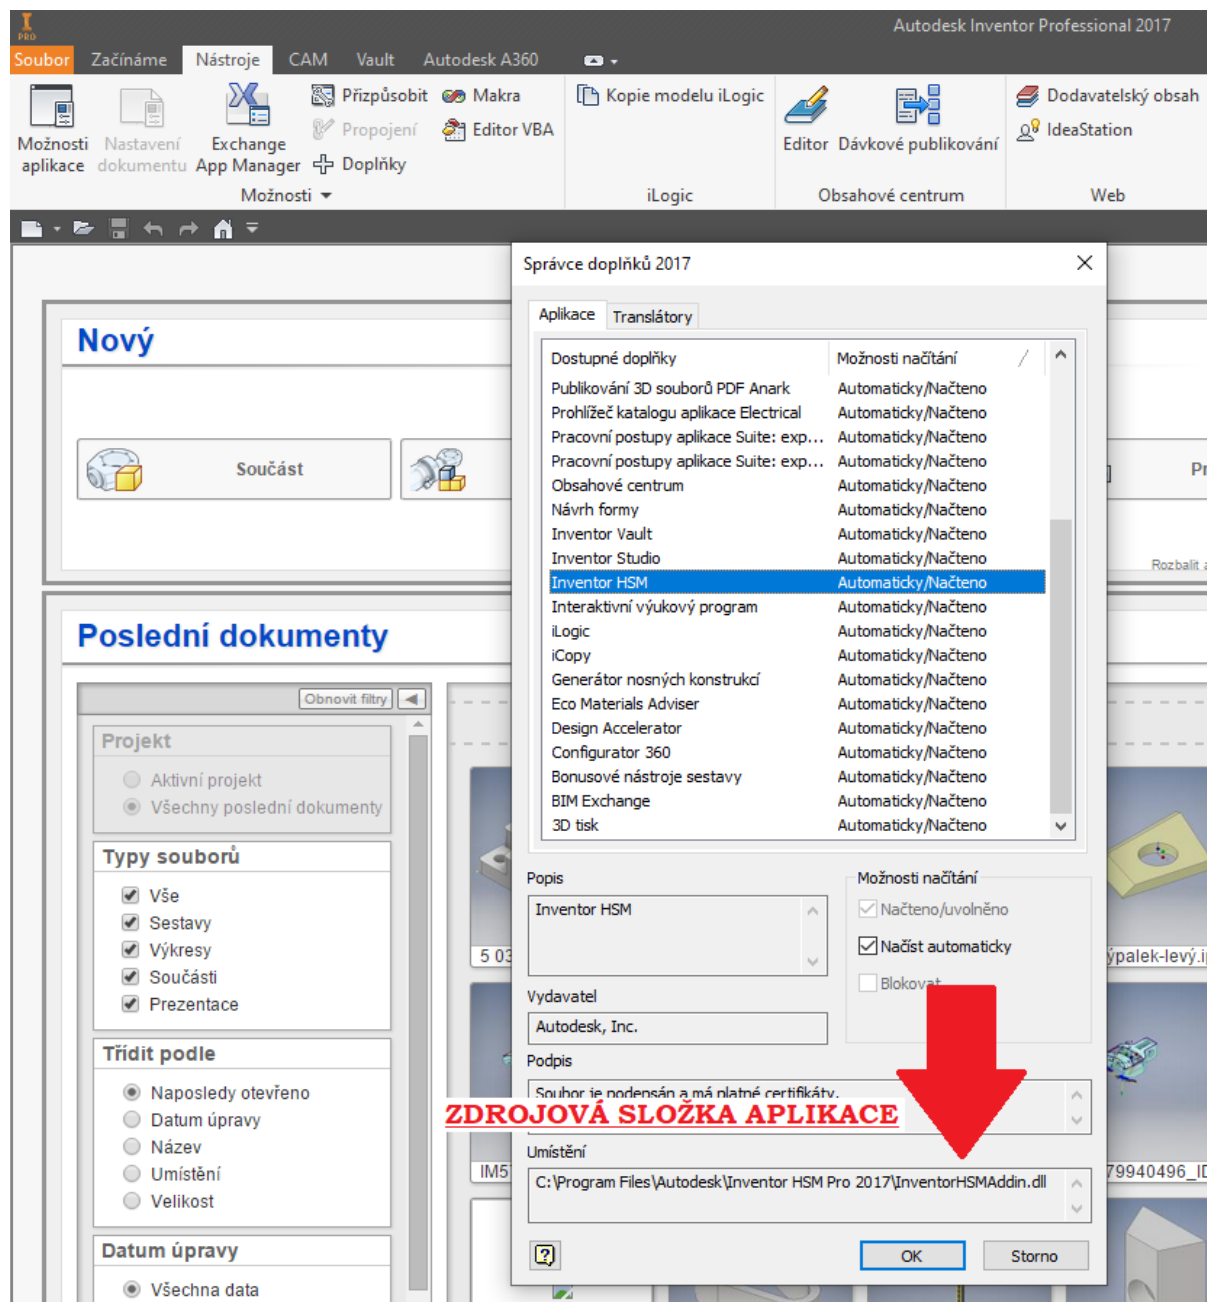 PRO
Autodesk Inventor Professional 2017
Soubor Začínáme Nástroje CAM Vault Autodesk A360
Možnosti aplikace
Nastavení dokumentu
Exchange App Manager
Přizpůsobit
Propojení
Doplňky
Makra
Editor VBA
Možnosti
Kopie modelu iLogic
iLogic
Editor
Dávkové publikování
Obsahové centrum
Dodavatelský obsah
IdeaStation
Web
Nový
Součást
Pr
Rozbalit
Poslední dokumenty
Obnovit filtry
Projekt
Aktivní projekt
Všechny poslední dokumenty
Typy souborů
Vše
Sestavy
Výkresy
Součásti
Prezentace
Třídit podle
Naposledy otevřeno
Datum úpravy
Název
Umístění
Velikost
Datum úpravy
Všechna data
5 03
IM5
ýpalek-levý.i
79940496_ID
Správce doplňků 2017
Aplikace Translátory
Dostupné doplňky Možnosti načítání
Publikování 3D souborů PDF Anark Automaticky/Načteno
Prohlížeč katalogu aplikace Electrical Automaticky/Načteno
Pracovní postupy aplikace Suite: exp... Automaticky/Načteno
Pracovní postupy aplikace Suite: exp... Automaticky/Načteno
Obsahové centrum Automaticky/Načteno
Návrh formy Automaticky/Načteno
Inventor Vault Automaticky/Načteno
Inventor Studio Automaticky/Načteno
Inventor HSM Automaticky/Načteno
Interaktivní výukový program Automaticky/Načteno
iLogic Automaticky/Načteno
iCopy Automaticky/Načteno
Generátor nosných konstrukcí Automaticky/Načteno
Eco Materials Adviser Automaticky/Načteno
Design Accelerator Automaticky/Načteno
Configurator 360 Automaticky/Načteno
Bonusové nástroje sestavy Automaticky/Načteno
BIM Exchange Automaticky/Načteno
3D tisk Automaticky/Načteno
Popis
Inventor HSM
Možnosti načítání
Načteno/uvolněno
Načíst automaticky
Blokovat
Vydavatel
Autodesk, Inc.
Podpis
Soubor je podepsán a má platné certifikáty.
ZDROJOVÁ SLOŽKA APLIKACE
Umístění
C:\Program Files\Autodesk\Inventor HSM Pro 2017\InventorHSMAddin.dll
OK Storno